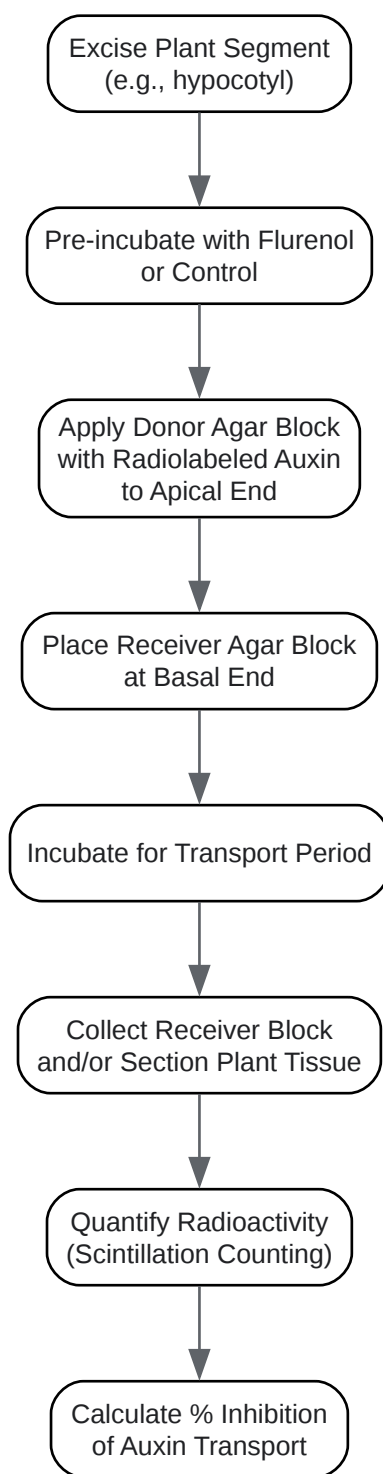 Excise Plant Segment
(e.g., hypocotyl)
Pre-incubate with Flurenol
or Control
Apply Donor Agar Block
with Radiolabeled Auxin
to Apical End
Place Receiver Agar Block
at Basal End
Incubate for Transport Period
Collect Receiver Block
and/or Section Plant Tissue
Quantify Radioactivity
(Scintillation Counting)
Calculate % Inhibition
of Auxin Transport